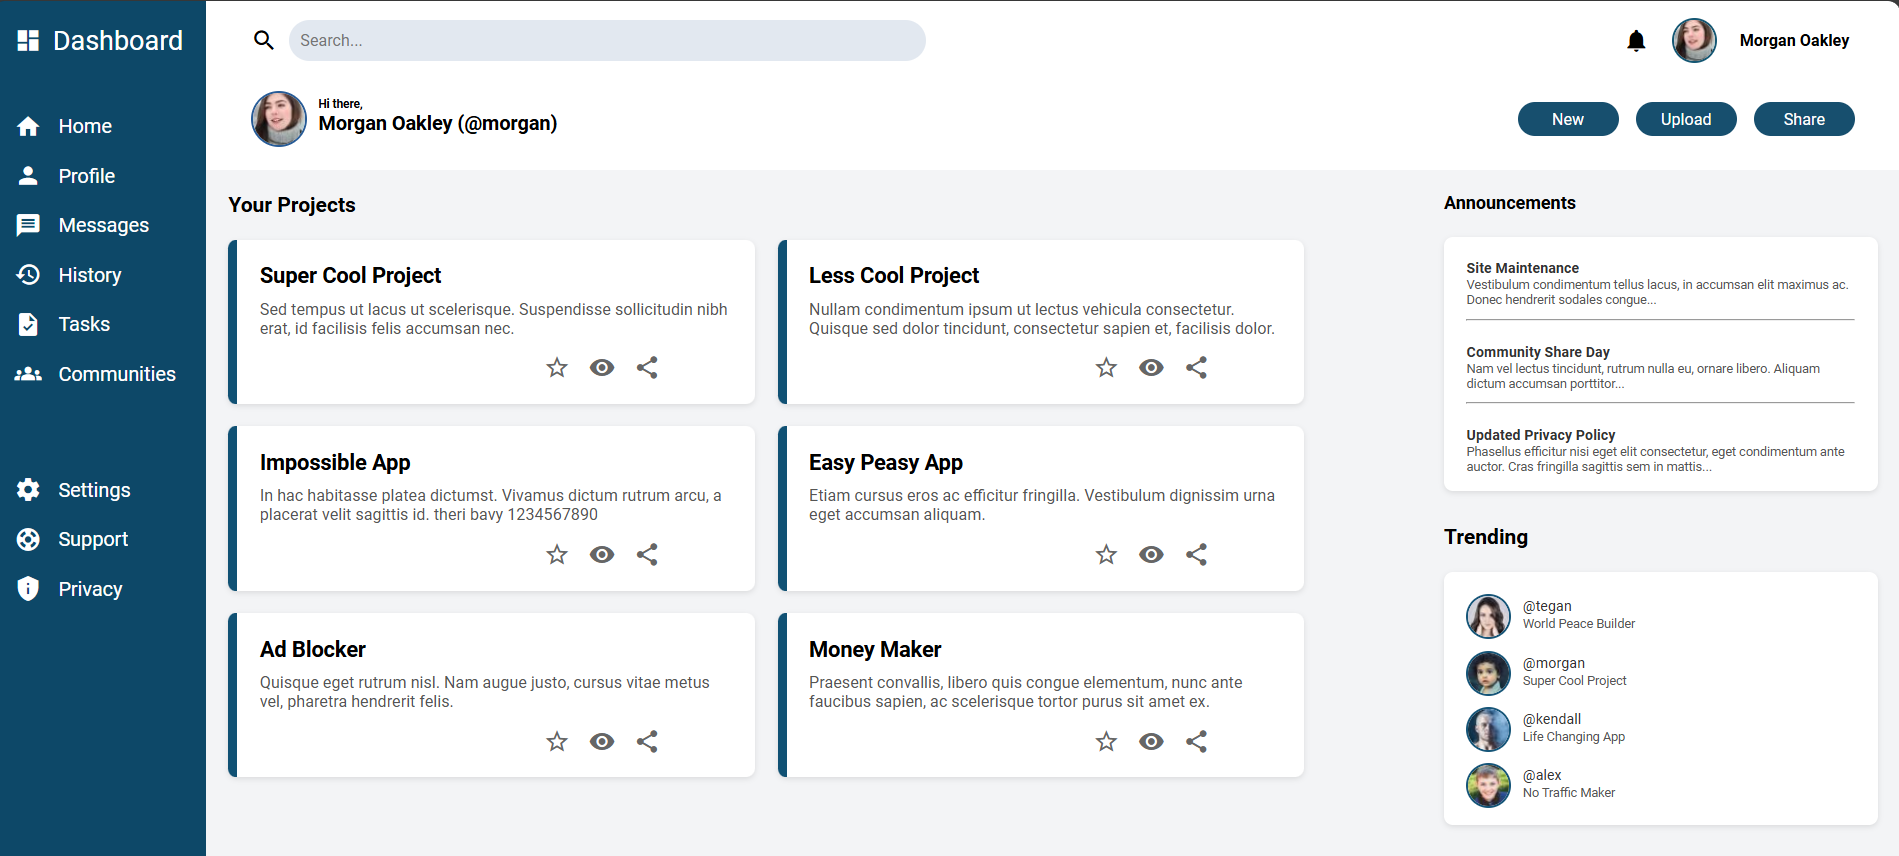 Dashboard
Home
Profile
Messages
History
Tasks
Communities
Settings
Support
Privacy
Search...
Morgan Oakley
Hi there,
Morgan Oakley (@morgan)
New
Upload
Share
Your Projects
Super Cool Project
Sed tempus ut lacus ut scelerisque. Suspendisse sollicitudin nibh
erat, id facilisis felis accumsan nec.
Less Cool Project
Nullam condimentum ipsum ut lectus vehicula consectetur.
Quisque sed dolor tincidunt, consectetur sapien et, facilisis dolor.
Impossible App
In hac habitasse platea dictumst. Vivamus dictum rutrum arcu, a
placerat velit sagittis id. theri bavy 1234567890
Easy Peasy App
Etiam cursus eros ac efficitur fringilla. Vestibulum dignissim urna
eget accumsan aliquam.
Ad Blocker
Quisque eget rutrum nisl. Nam augue justo, cursus vitae metus
vel, pharetra hendrerit felis.
Money Maker
Praesent convallis, libero quis congue elementum, nunc ante
faucibus sapien, ac scelerisque tortor purus sit amet ex.
Announcements
Site Maintenance
Vestibulum condimentum tellus lacus, in accumsan elit maximus ac.
Donec hendrerit sodales congue...
Community Share Day
Nam vel lectus tincidunt, rutrum nulla eu, ornare libero. Aliquam
dictum accumsan porttitor...
Updated Privacy Policy
Phasellus efficitur nisi eget elit consectetur, eget condimentum ante
auctor. Cras fringilla sagittis sem in mattis...
Trending
@tegan
World Peace Builder
@morgan
Super Cool Project
@kendall
Life Changing App
@alex
No Traffic Maker